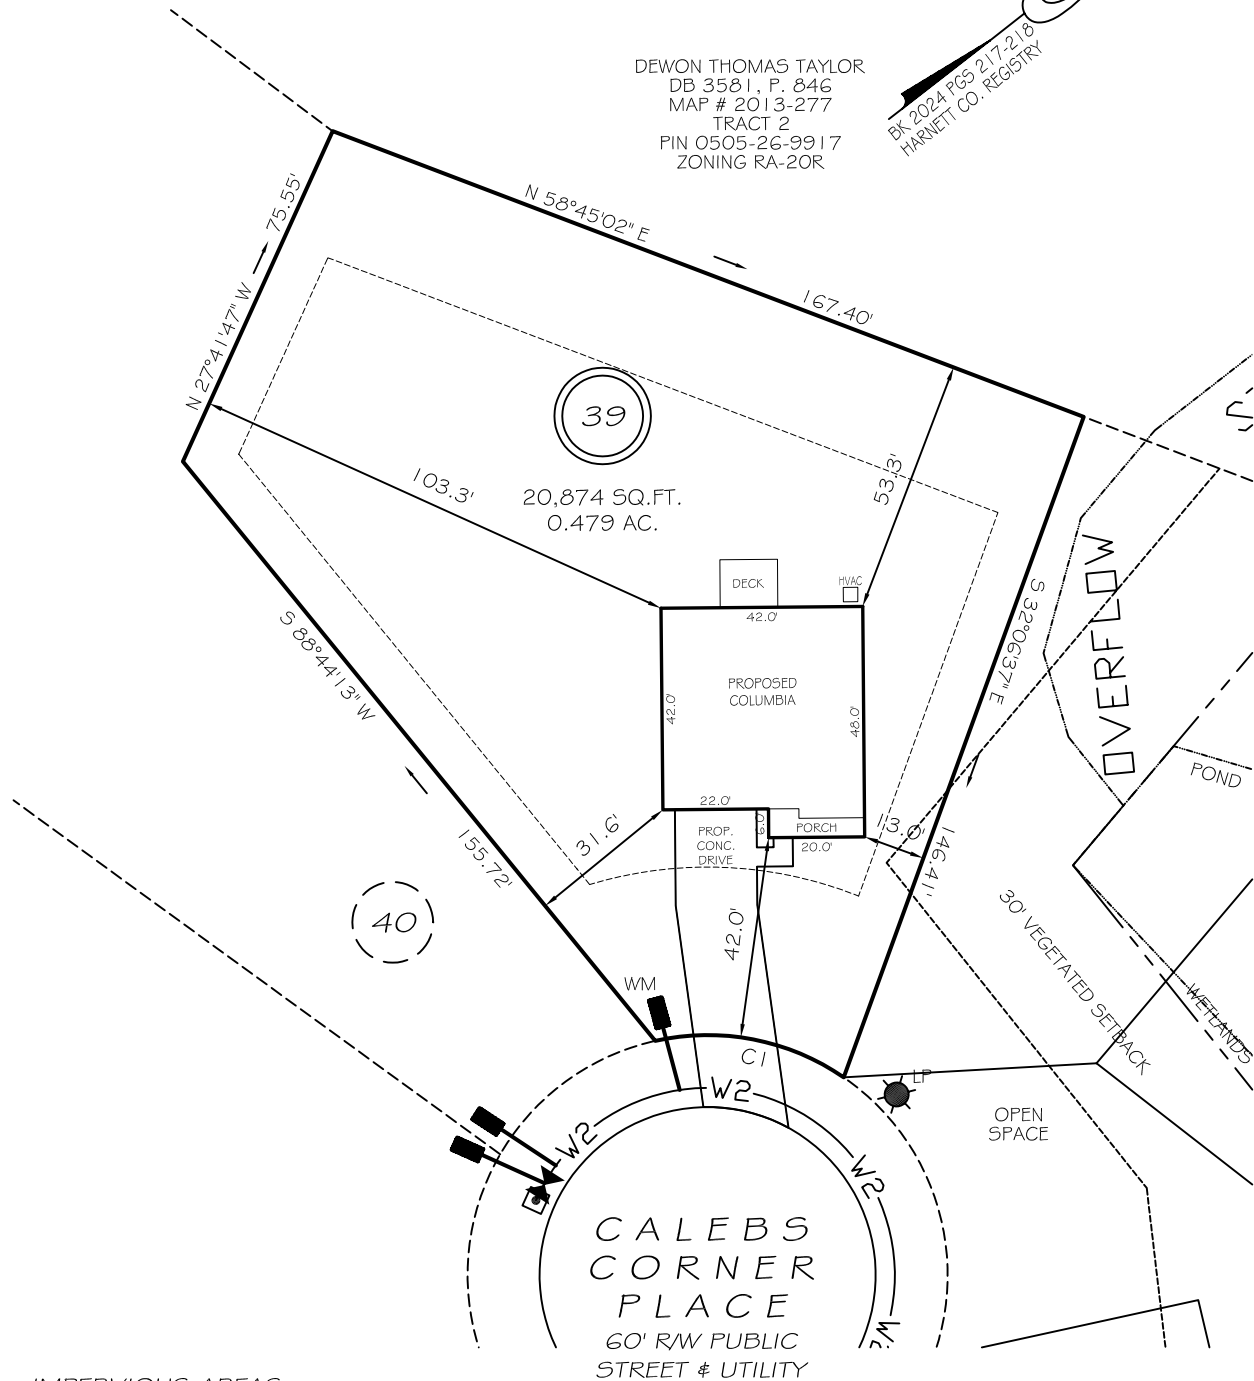 DEWON THOMAS TAYLOR
DB 3581, P. 846
MAP # 2013-277
TRACT 2
PIN 0505-26-9917
ZONING RA-20R
BK 2024 PGS 217-218
HARNETT CO. REGISTRY
N 58°45'02" E
167.40'
75.55'
N 27°41'47" W
39
20,874 SQ.FT.
0.479 AC.
103.3'
53.3'
DECK
HVAC
42.0'
PROPOSED
COLUMBIA
42.0'
48.0'
22.0'
6.0'
PORCH
20.0'
PROP.
CONC.
DRIVE
13.0'
31.6'
42.0'
S 88°44'13" W
155.72'
S 32°06'37" E
146.41'
OVERFLOW
POND
30' VEGETATED SETBACK
WETLANDS
40
WM
C1
LP
OPEN
SPACE
W2
W2
W2
W2
CALEBS
CORNER
PLACE
60' R/W PUBLIC
STREET & UTILITY
IMPERVIOUS AREAS